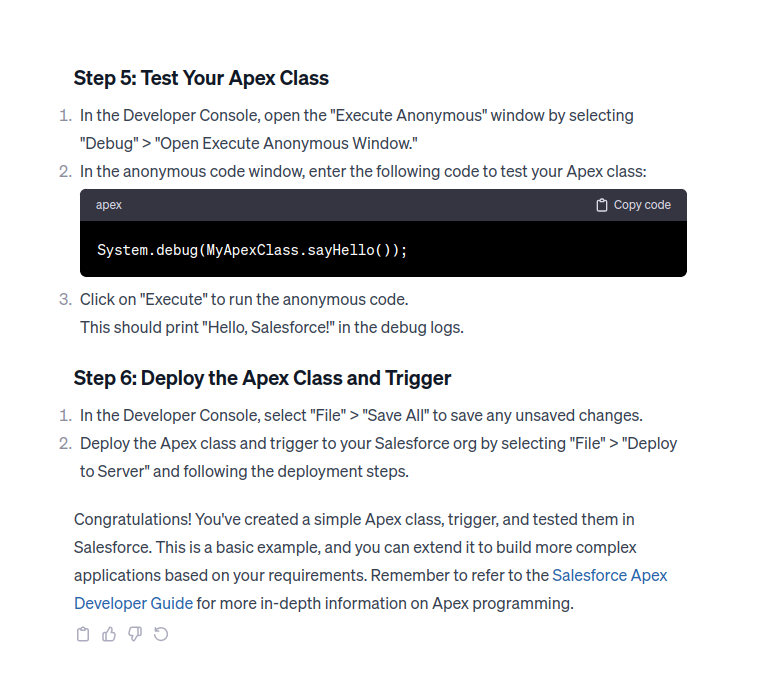 Step 5: Test Your Apex Class
1. In the Developer Console, open the "Execute Anonymous" window by selecting
"Debug" > "Open Execute Anonymous Window."
2. In the anonymous code window, enter the following code to test your Apex class:
apex Copy code
System.debug(MyApexClass.sayHello());
3. Click on "Execute" to run the anonymous code.
This should print "Hello, Salesforce!" in the debug logs.
Step 6: Deploy the Apex Class and Trigger
1. In the Developer Console, select "File" > "Save All" to save any unsaved changes.
2. Deploy the Apex class and trigger to your Salesforce org by selecting "File" > "Deploy
to Server" and following the deployment steps.
Congratulations! You've created a simple Apex class, trigger, and tested them in
Salesforce. This is a basic example, and you can extend it to build more complex
applications based on your requirements. Remember to refer to the Salesforce Apex
Developer Guide for more in-depth information on Apex programming.